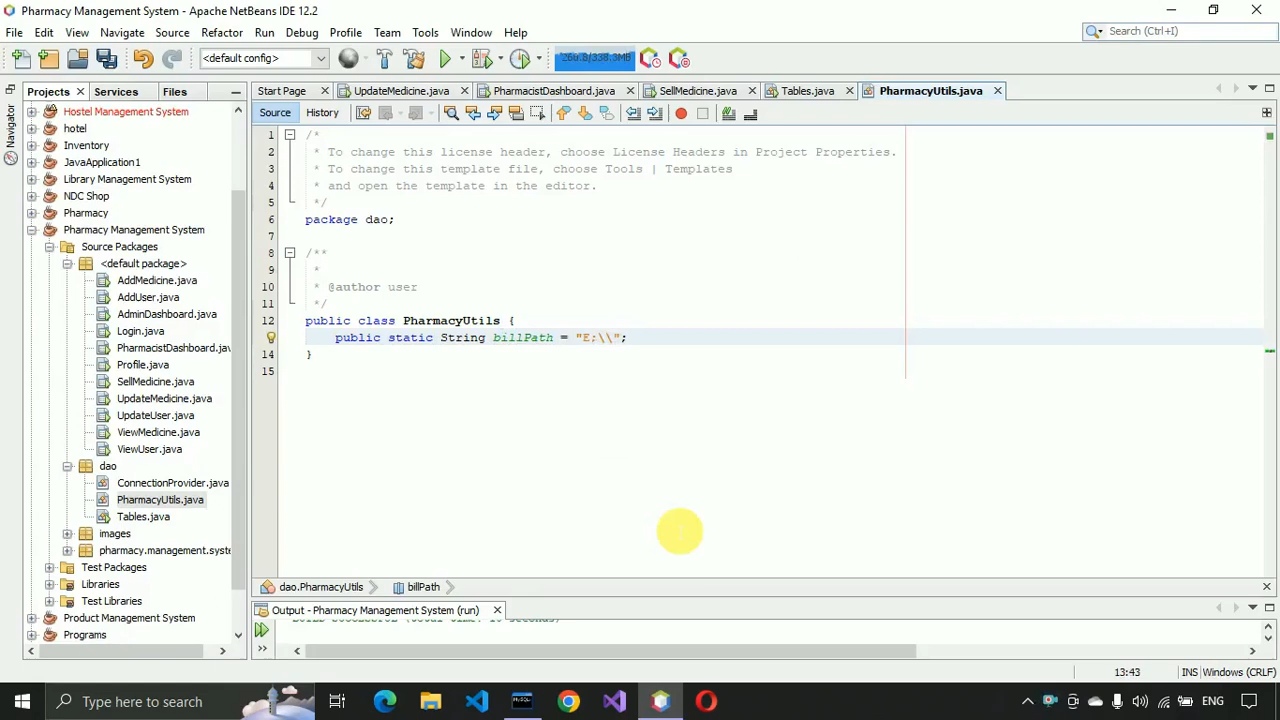 Pharmacy Management System - Apache NetBeans IDE 12.2
File Edit View Navigate Source Refactor Run Debug Profile Team Tools Window Help
Search (Ctrl+I)
<default config>
260.8/338.3MB
Projects Services Files
Start Page UpdateMedicine.java PharmacistDashboard.java SellMedicine.java Tables.java PharmacyUtils.java
Source History
Navigator
Hostel Management System
hotel
Inventory
JavaApplication1
Library Management System
NDC Shop
Pharmacy
Pharmacy Management System
Source Packages
<default package>
AddMedicine.java
AddUser.java
AdminDashboard.java
Login.java
PharmacistDashboard.jav
Profile.java
SellMedicine.java
UpdateMedicine.java
UpdateUser.java
ViewMedicine.java
ViewUser.java
dao
ConnectionProvider.java
PharmacyUtils.java
Tables.java
images
pharmacy.management.syste
Test Packages
Libraries
Test Libraries
Product Management System
Programs
1 /*
2 * To change this license header, choose License Headers in Project Properties.
3 * To change this template file, choose Tools | Templates
4 * and open the template in the editor.
5 */
6 package dao;
7
8 /**
9 *
10 * @author user
11 */
12 public class PharmacyUtils {
public static String billPath = "E;\\";
14 }
15
dao.PharmacyUtils billPath
Output - Pharmacy Management System (run)
13:43 INS Windows (CRLF)
Type here to search
MySQL
ENG